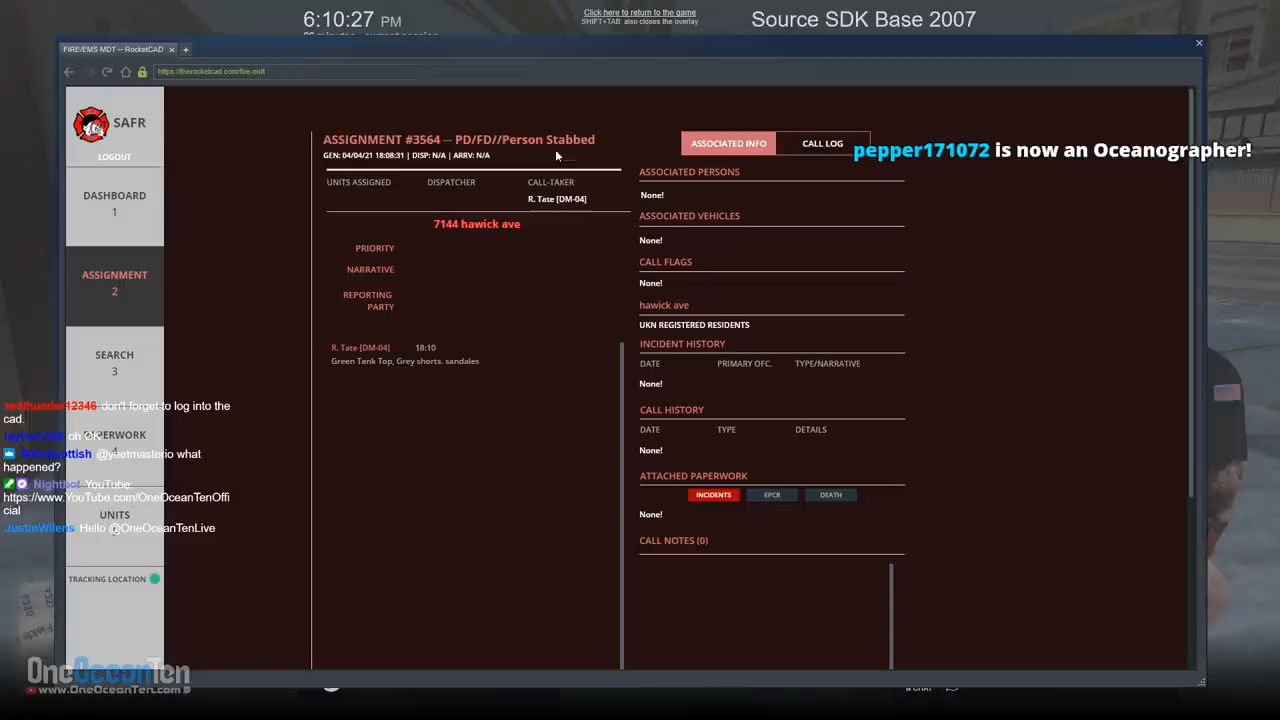 6:10:27 PM
Click here to return to the game
SHIFT+TAB also closes the overlay
Source SDK Base 2007
FIRE/EMS MDT -- RocketCAD
https://therocketcad.com/fire-mdt
SAFR
LOGOUT
DASHBOARD
1
ASSIGNMENT
2
SEARCH
3
UNITS
TRACKING LOCATION
ASSIGNMENT #3564 -- PD/FD//Person Stabbed
GEN: 04/04/21 18:08:31 | DISP: N/A | ARRV: N/A
UNITS ASSIGNED
DISPATCHER
CALL-TAKER
R. Tate [DM-04]
7144 hawick ave
PRIORITY
NARRATIVE
REPORTING
PARTY
R. Tate [DM-04] 18:10
Green Tank Top, Grey shorts. sandales
ASSOCIATED INFO
CALL LOG
pepper171072 is now an Oceanographer!
ASSOCIATED PERSONS
None!
ASSOCIATED VEHICLES
None!
CALL FLAGS
None!
hawick ave
UKN REGISTERED RESIDENTS
INCIDENT HISTORY
DATE PRIMARY OFC. TYPE/NARRATIVE
None!
CALL HISTORY
DATE TYPE DETAILS
None!
ATTACHED PAPERWORK
INCIDENTS EPCR DEATH
None!
CALL NOTES (0)
redthunder12346 don't forget to log into the
cad.
oh OK
@yeetmasterio what
happened?
Nightbot YouTube:
https://www.YouTube.com/OneOceanTenOffi
cial
JustinWilens Hello @OneOceanTenLive
OneOceanTen
www.OneOceanTen.com